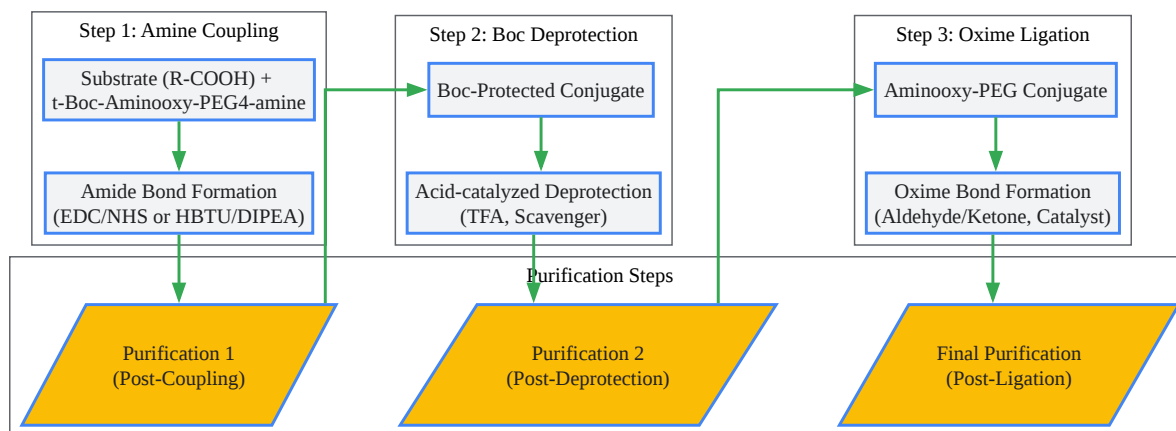 Step 1: Amine Coupling
Substrate (R-COOH) +
t-Boc-Aminooxy-PEG4-amine
Amide Bond Formation
(EDC/NHS or HBTU/DIPEA)
Step 2: Boc Deprotection
Boc-Protected Conjugate
Acid-catalyzed Deprotection
(TFA, Scavenger)
Step 3: Oxime Ligation
Aminooxy-PEG Conjugate
Oxime Bond Formation
(Aldehyde/Ketone, Catalyst)
Purification Steps
Purification 1
(Post-Coupling)
Purification 2
(Post-Deprotection)
Final Purification
(Post-Ligation)